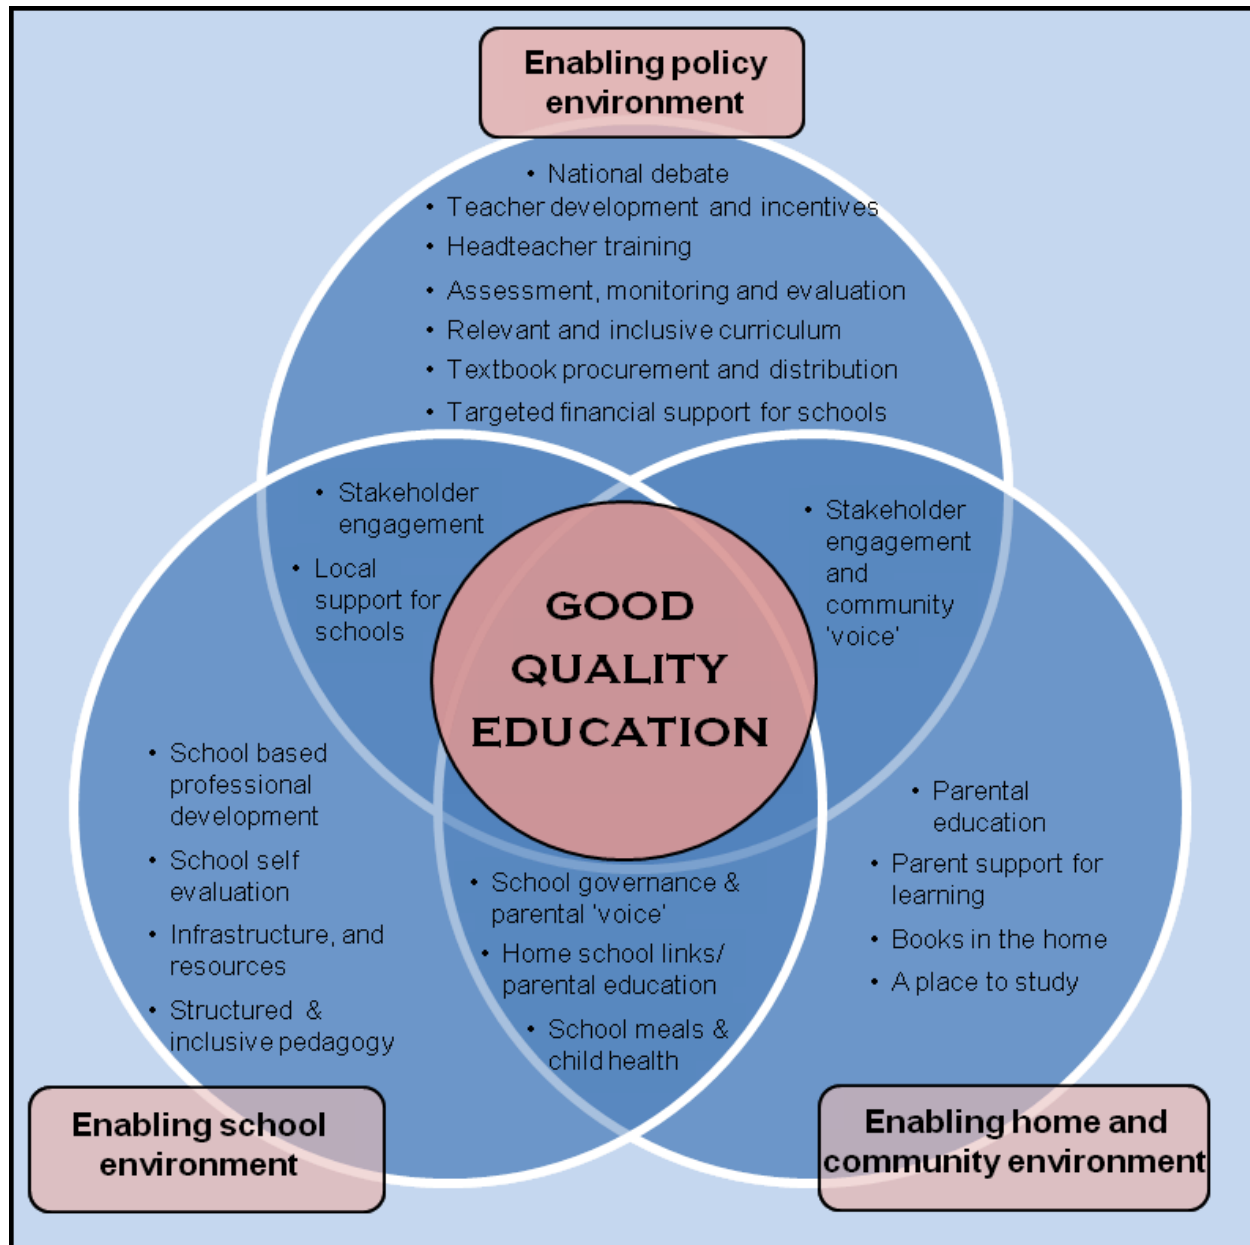 Enabling policy
environment
• National debate
• Teacher development and incentives
• Headteacher training
• Assessment, monitoring and evaluation
• Relevant and inclusive curriculum
• Textbook procurement and distribution
• Targeted financial support for schools
• Stakeholder
engagement
• Local
support for
schools
• Stakeholder
engagement
and
community
'voice'
GOOD
QUALITY
EDUCATION
• School based
professional
development
• School self
evaluation
• Infrastructure, and
resources
• Structured &
inclusive pedagogy
• School governance &
parental 'voice'
• Home school links/
parental education
• School meals &
child health
• Parental
education
• Parent support for
learning
• Books in the home
• A place to study
Enabling school
environment
Enabling home and
community environment